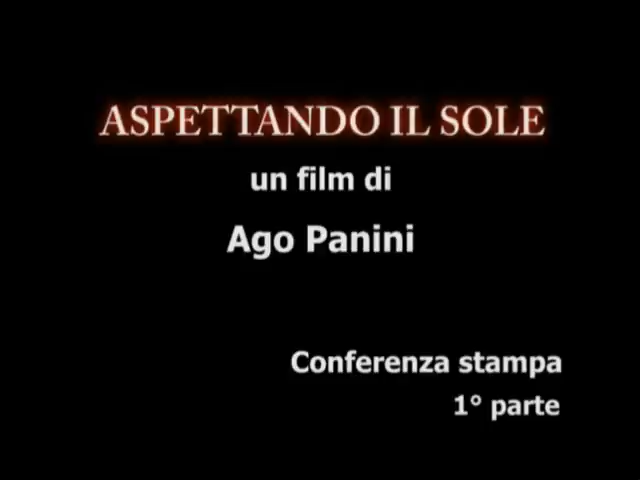 ASPETTANDO IL SOLE
un film di
Ago Panini
Conferenza stampa
1° parte